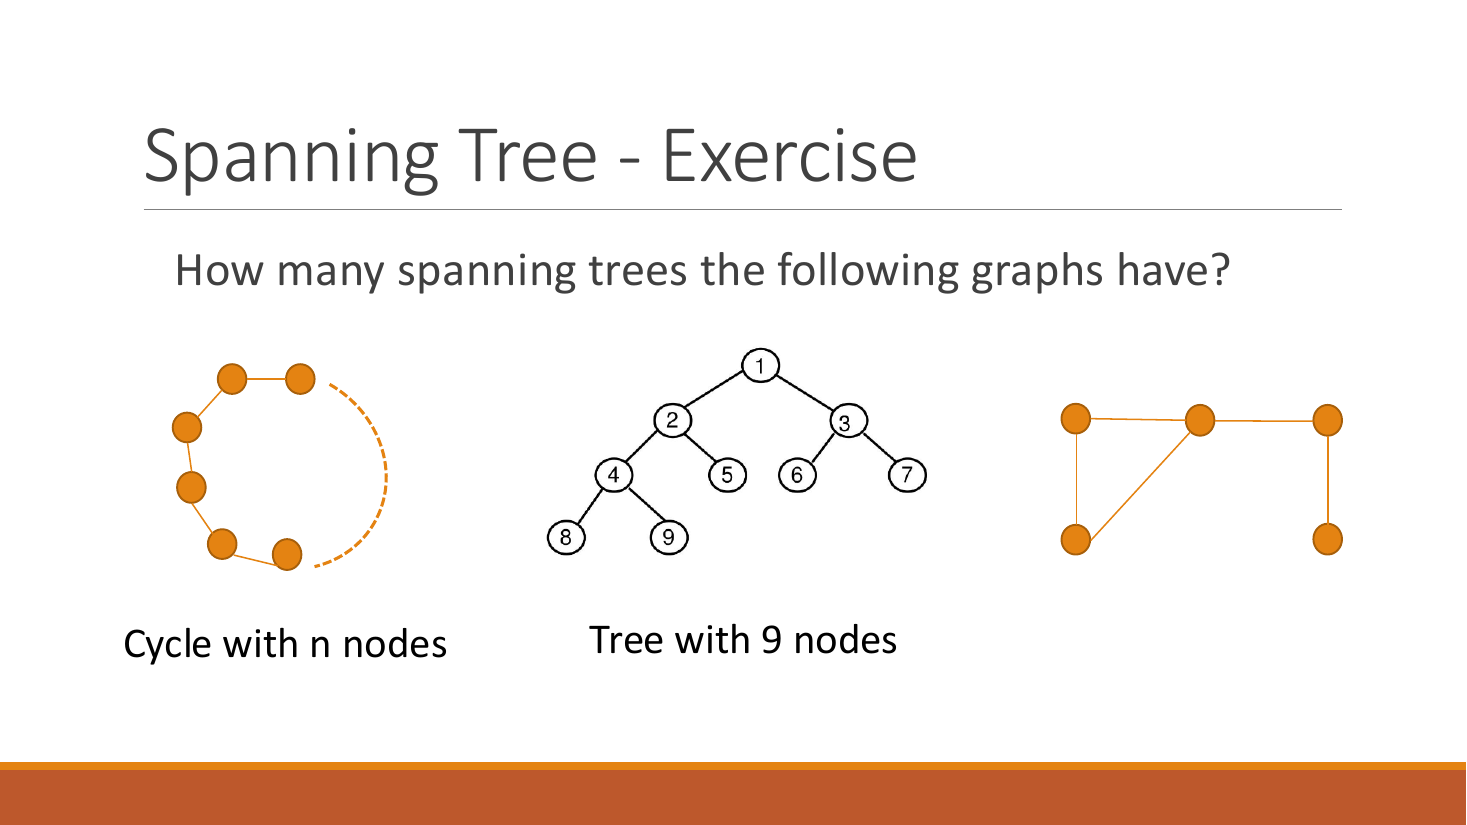 Spanning Tree - Exercise
How many spanning trees the following graphs have?
1
2
3
4
5
6
7
8
9
Cycle with n nodes
Tree with 9 nodes